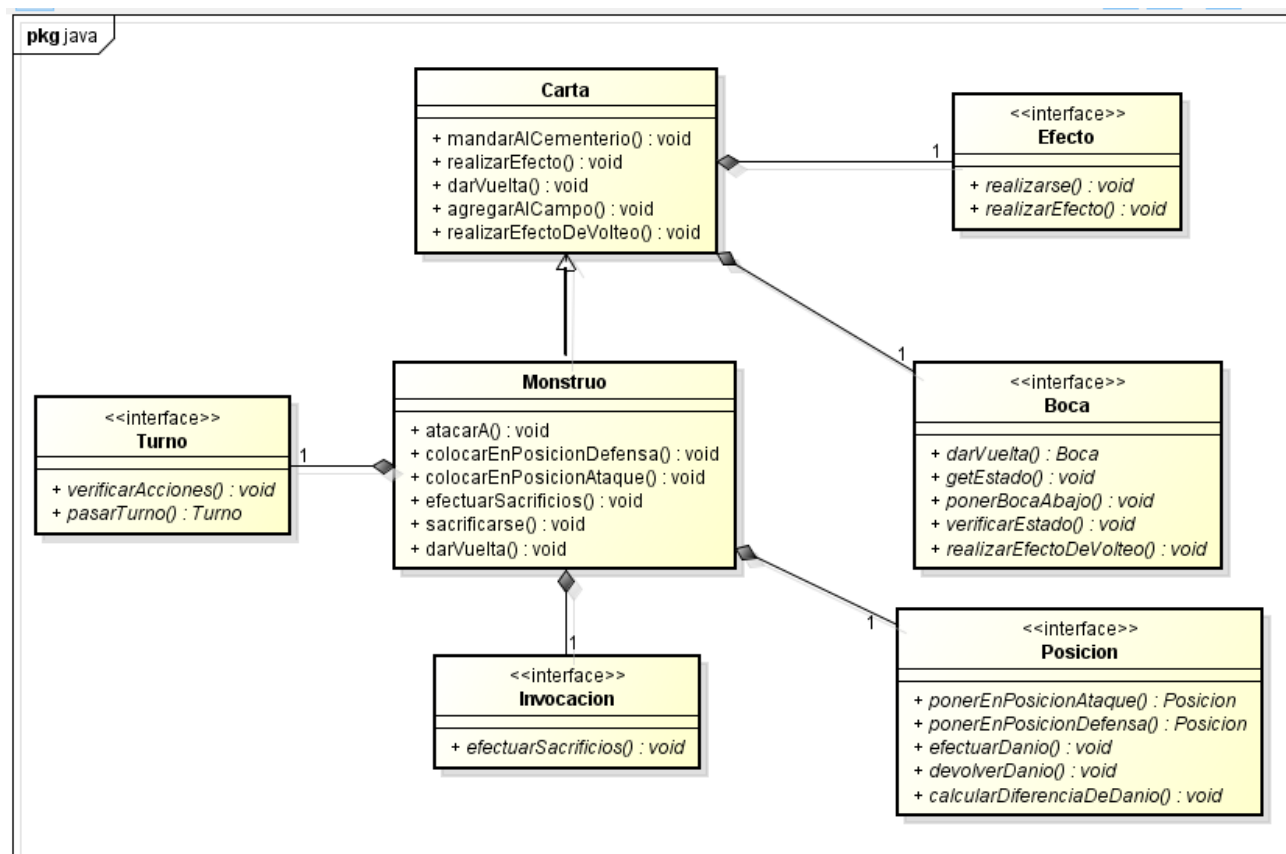 pkg java
Carta
+ mandarAlCementerio() : void
+ realizarEfecto() : void
+ darVuelta() : void
+ agregarAlCampo() : void
+ realizarEfectoDeVolteo() : void
<<interface>>
Efecto
+ realizarse() : void
+ realizarEfecto() : void
1
1
<<interface>>
Turno
+ verificarAcciones() : void
+ pasarTurno() : Turno
1
Monstruo
+ atacarA() : void
+ colocarEnPosicionDefensa() : void
+ colocarEnPosicionAtaque() : void
+ efectuarSacrificios() : void
+ sacrificarse() : void
+ darVuelta() : void
<<interface>>
Boca
+ darVuelta() : Boca
+ getEstado() : void
+ ponerBocaAbajo() : void
+ verificarEstado() : void
+ realizarEfectoDeVolteo() : void
1
1
<<interface>>
Invocacion
+ efectuarSacrificios() : void
<<interface>>
Posicion
+ ponerEnPosicionAtaque() : Posicion
+ ponerEnPosicionDefensa() : Posicion
+ efectuarDanio() : void
+ devolverDanio() : void
+ calcularDiferenciaDeDanio() : void